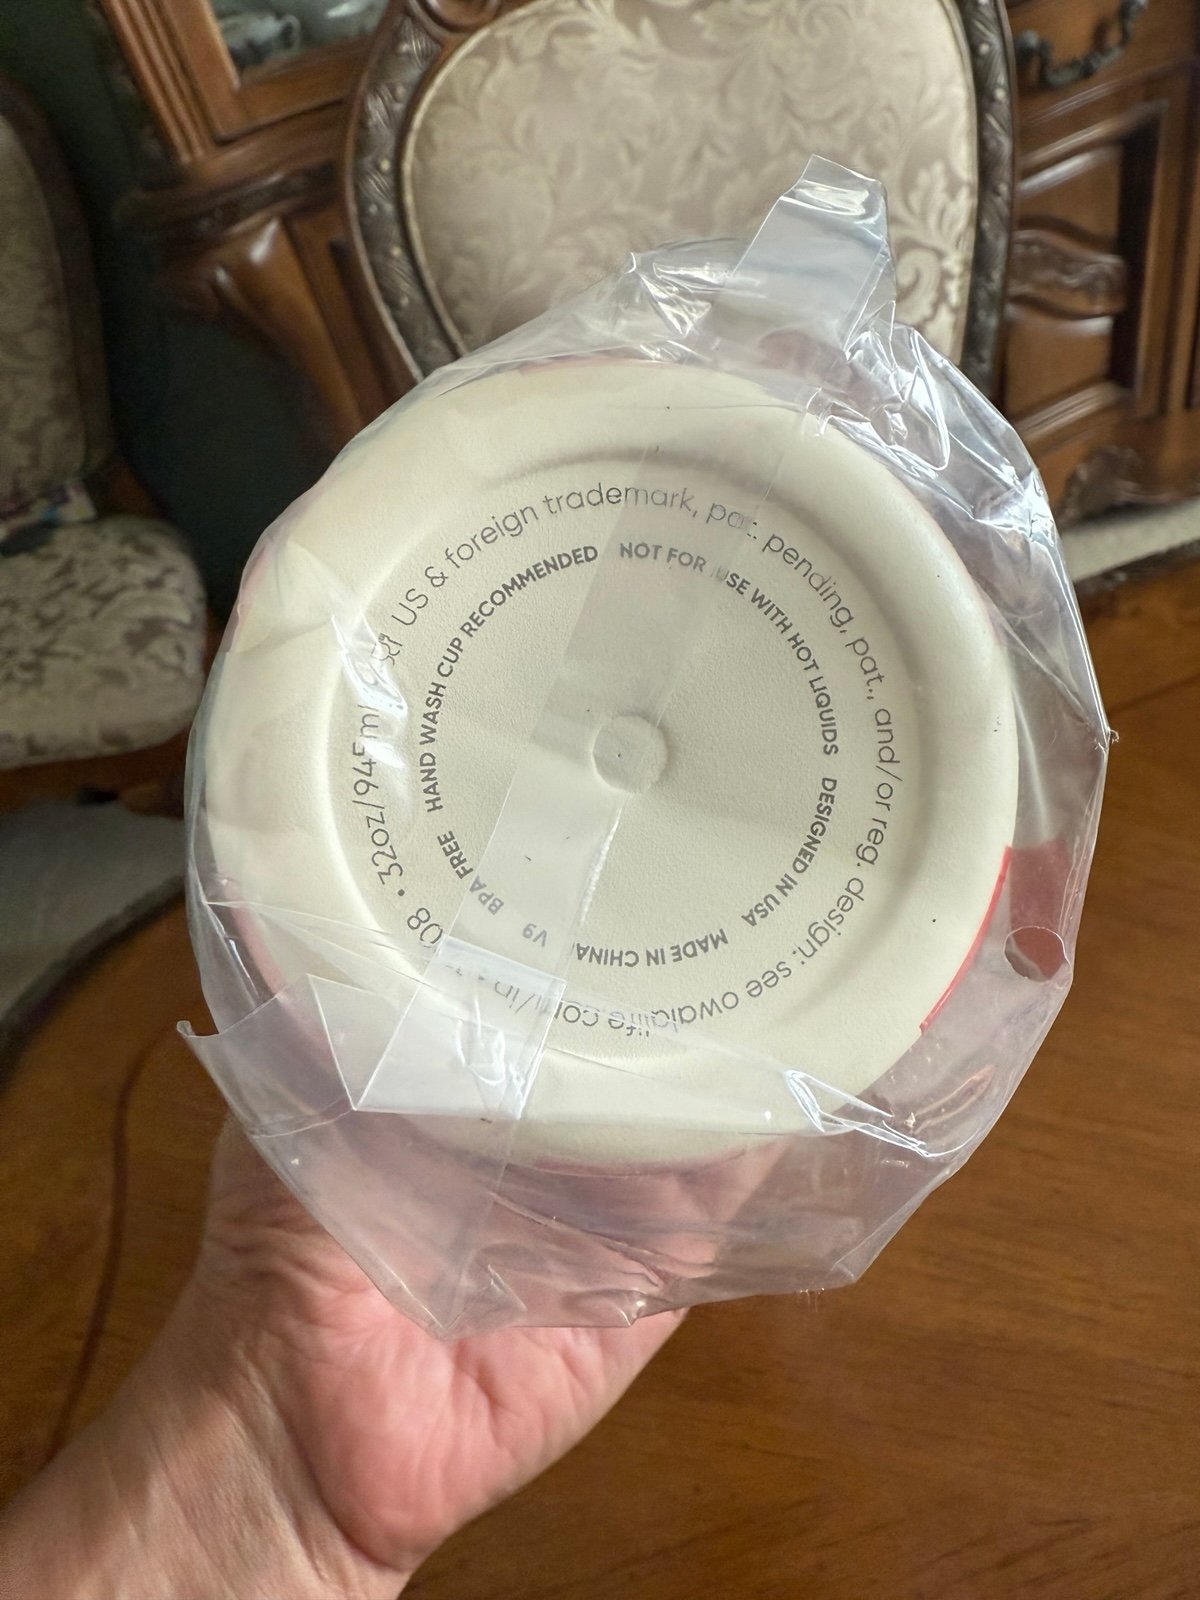 32oz/945ml US & foreign trademark, pat. pending, pat., and/or reg. design: see owalalife.com/ip
08 •
HAND WASH CUP RECOMMENDED NOT FOR USE WITH HOT LIQUIDS DESIGNED IN USA MADE IN CHINA V9 BPA FREE